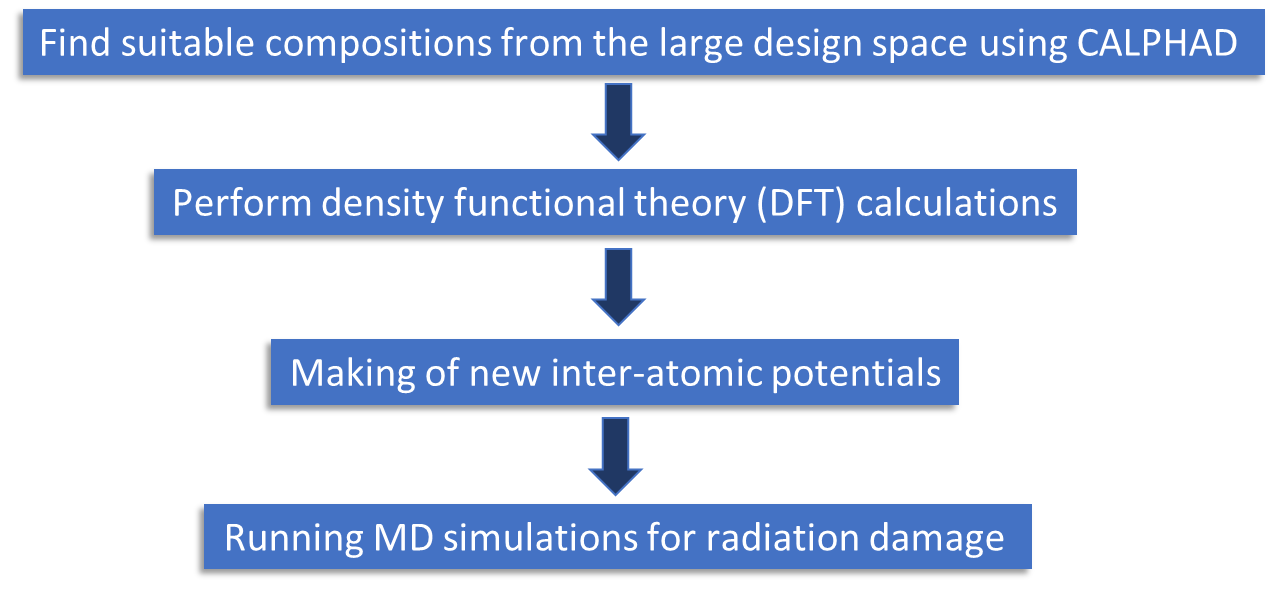 Find suitable compositions from the large design space using CALPHAD
Perform density functional theory (DFT) calculations
Making of new inter-atomic potentials
Running MD simulations for radiation damage